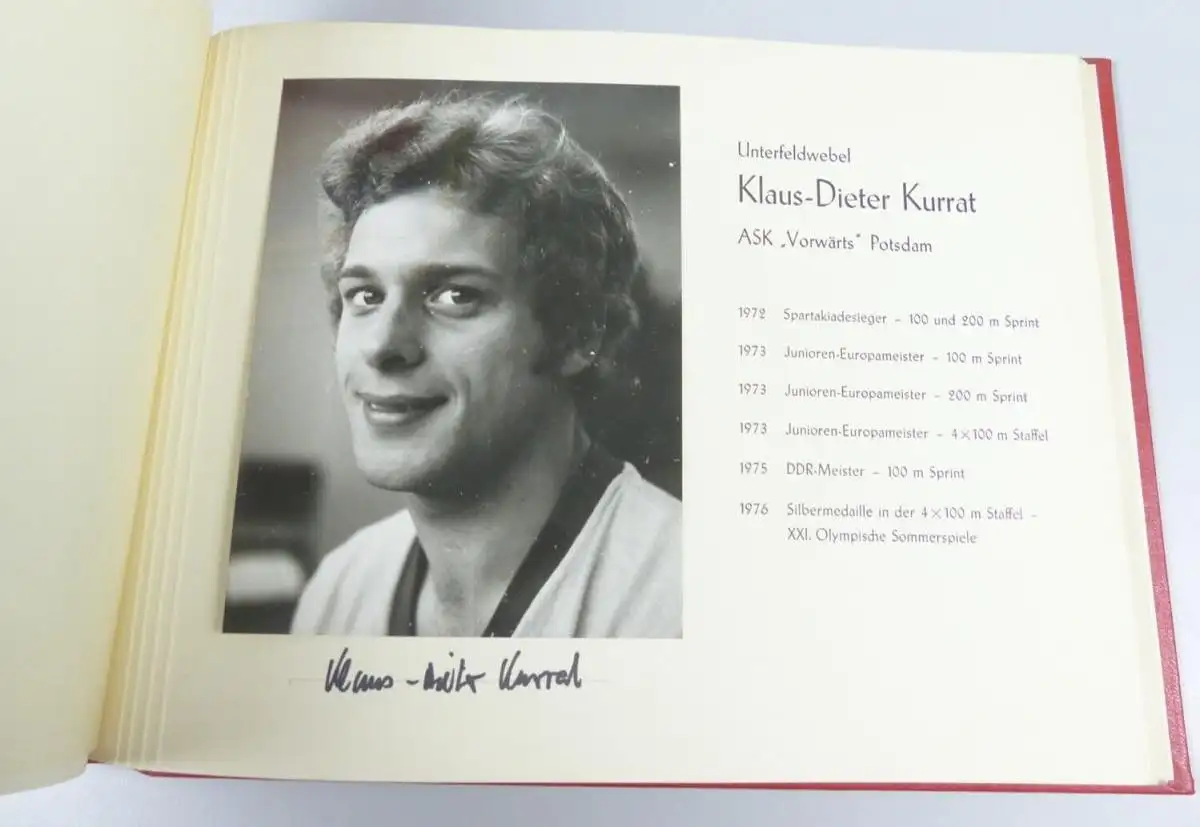 Unterfeldwebel
Klaus-Dieter Kurrat
ASK „Vorwärts" Potsdam
1972 Spartakiadesieger – 100 und 200 m Sprint
1973 Junioren-Europameister – 100 m Sprint
1973 Junioren-Europameister – 200 m Sprint
1973 Junioren-Europameister – 4×100 m Staffel
1975 DDR-Meister – 100 m Sprint
1976 Silbermedaille in der 4×100 m Staffel –
XXI. Olympische Sommerspiele
Klaus-Dieter Kurrat